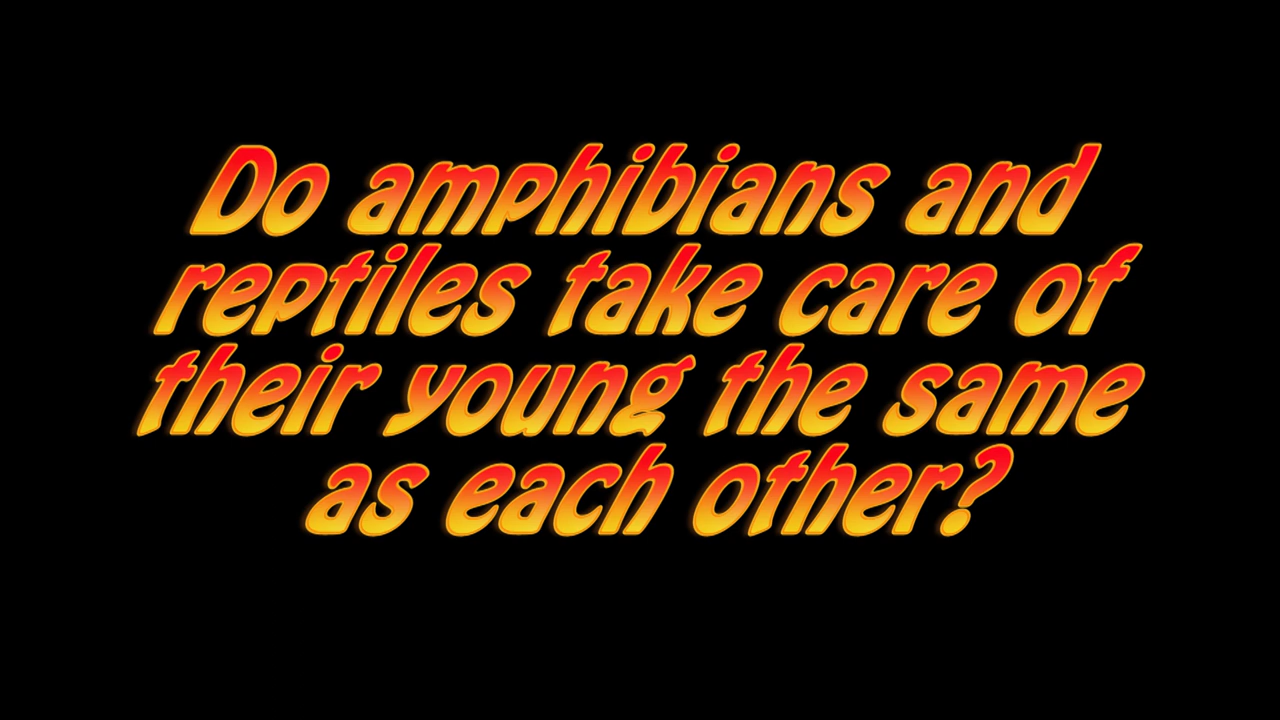 Do amphibians and
reptiles take care of
their young the same
as each other?